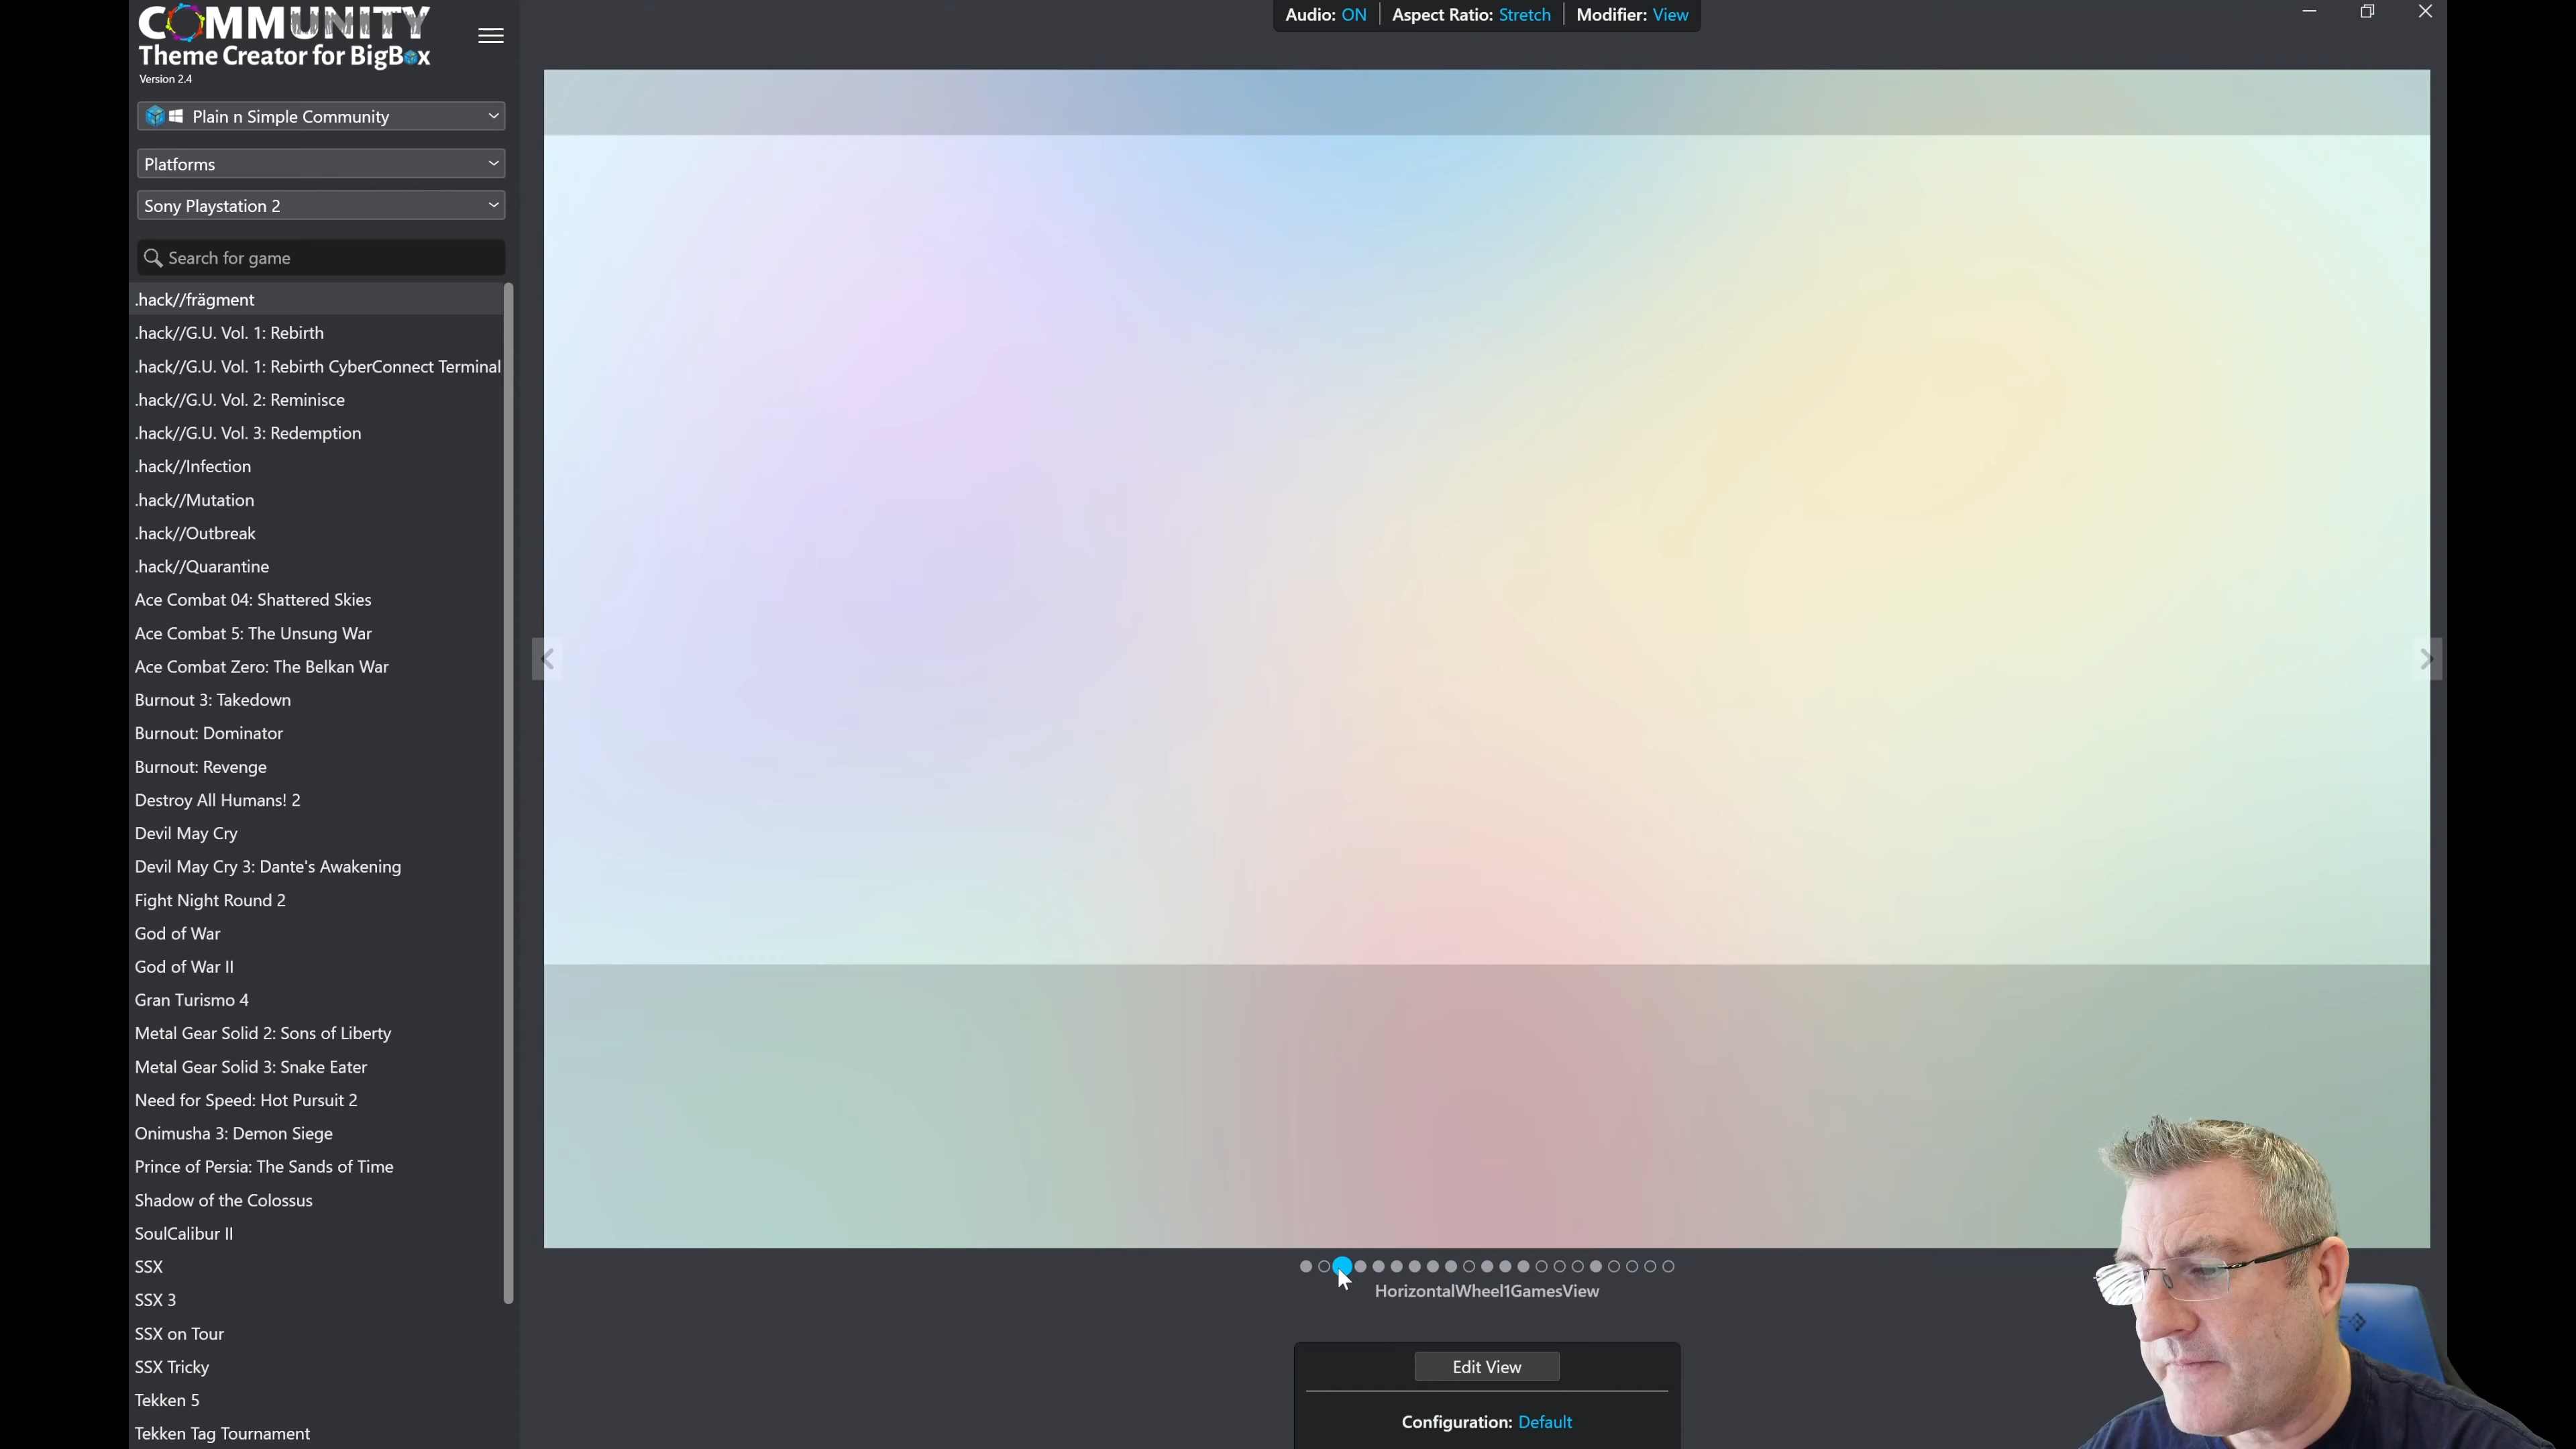 COMMUNITY
Theme Creator for BigBox
Version 2.4
Audio: ON
Aspect Ratio: Stretch
Modifier: View
Plain n Simple Community
Platforms
Sony Playstation 2
Search for game
.hack//frägment
.hack//G.U. Vol. 1: Rebirth
.hack//G.U. Vol. 1: Rebirth CyberConnect Terminal
.hack//G.U. Vol. 2: Reminisce
.hack//G.U. Vol. 3: Redemption
.hack//Infection
.hack//Mutation
.hack//Outbreak
.hack//Quarantine
Ace Combat 04: Shattered Skies
Ace Combat 5: The Unsung War
Ace Combat Zero: The Belkan War
Burnout 3: Takedown
Burnout: Dominator
Burnout: Revenge
Destroy All Humans! 2
Devil May Cry
Devil May Cry 3: Dante's Awakening
Fight Night Round 2
God of War
God of War II
Gran Turismo 4
Metal Gear Solid 2: Sons of Liberty
Metal Gear Solid 3: Snake Eater
Need for Speed: Hot Pursuit 2
Onimusha 3: Demon Siege
Prince of Persia: The Sands of Time
Shadow of the Colossus
SoulCalibur II
SSX
SSX 3
SSX on Tour
SSX Tricky
Tekken 5
Tekken Tag Tournament
HorizontalWheel1GamesView
Edit View
Configuration: Default